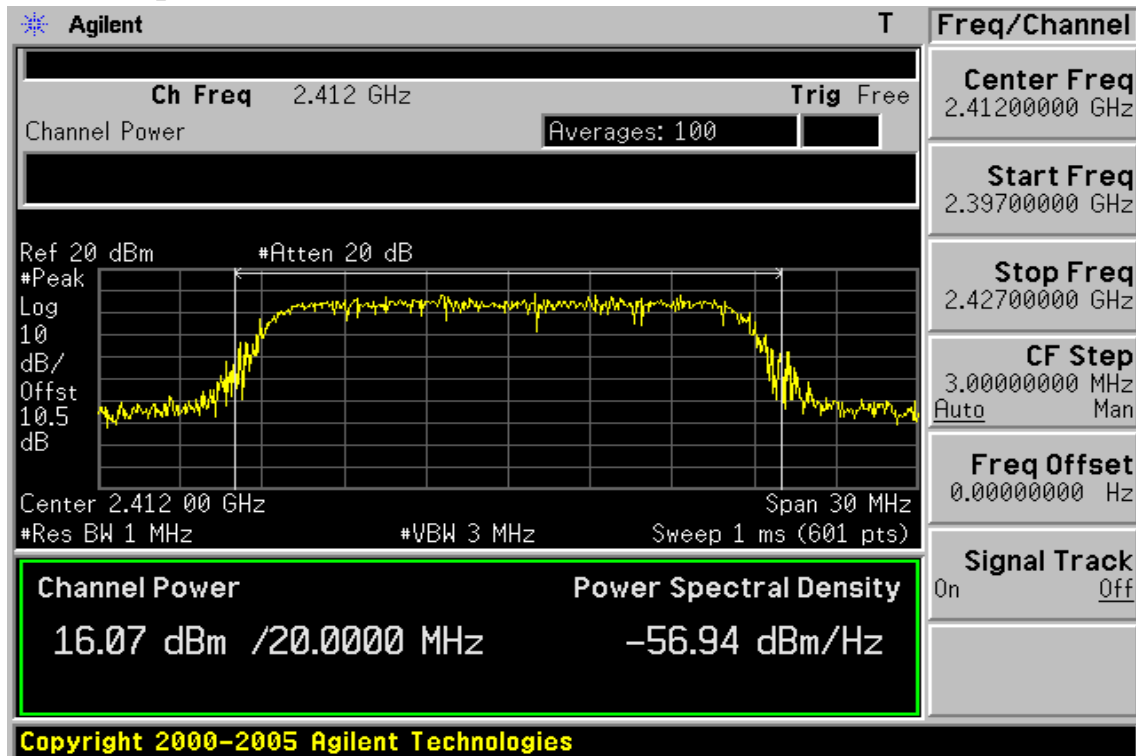 Agilent
T
Freq/Channel
Ch Freq 2.412 GHz
Trig Free
Channel Power
Averages: 100
Ref 20 dBm
#Atten 20 dB
#Peak
Log
10
dB/
Offst
10.5
dB
Center 2.412 00 GHz
Span 30 MHz
#Res BW 1 MHz
#VBW 3 MHz
Sweep 1 ms (601 pts)
Channel Power
Power Spectral Density
16.07 dBm /20.0000 MHz
-56.94 dBm/Hz
Center Freq
2.41200000 GHz
Start Freq
2.39700000 GHz
Stop Freq
2.42700000 GHz
CF Step
3.00000000 MHz
Auto Man
Freq Offset
0.00000000 Hz
Signal Track
On Off
Copyright 2000-2005 Agilent Technologies